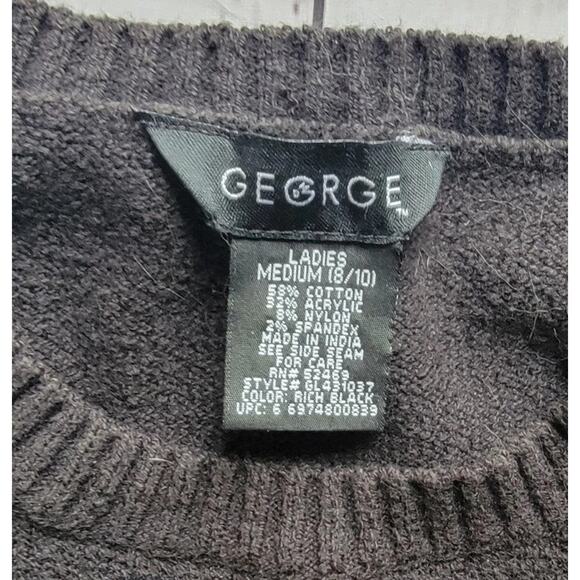 GEORGE
TM
LADIES
MEDIUM (8/10)
58% COTTON
32% ACRYLIC
8% NYLON
2% SPANDEX
MADE IN INDIA
SEE SIDE SEAM
FOR CARE
RN# 52469
STYLE# GL431037
COLOR: RICH BLACK
UPC: 6 6974800839